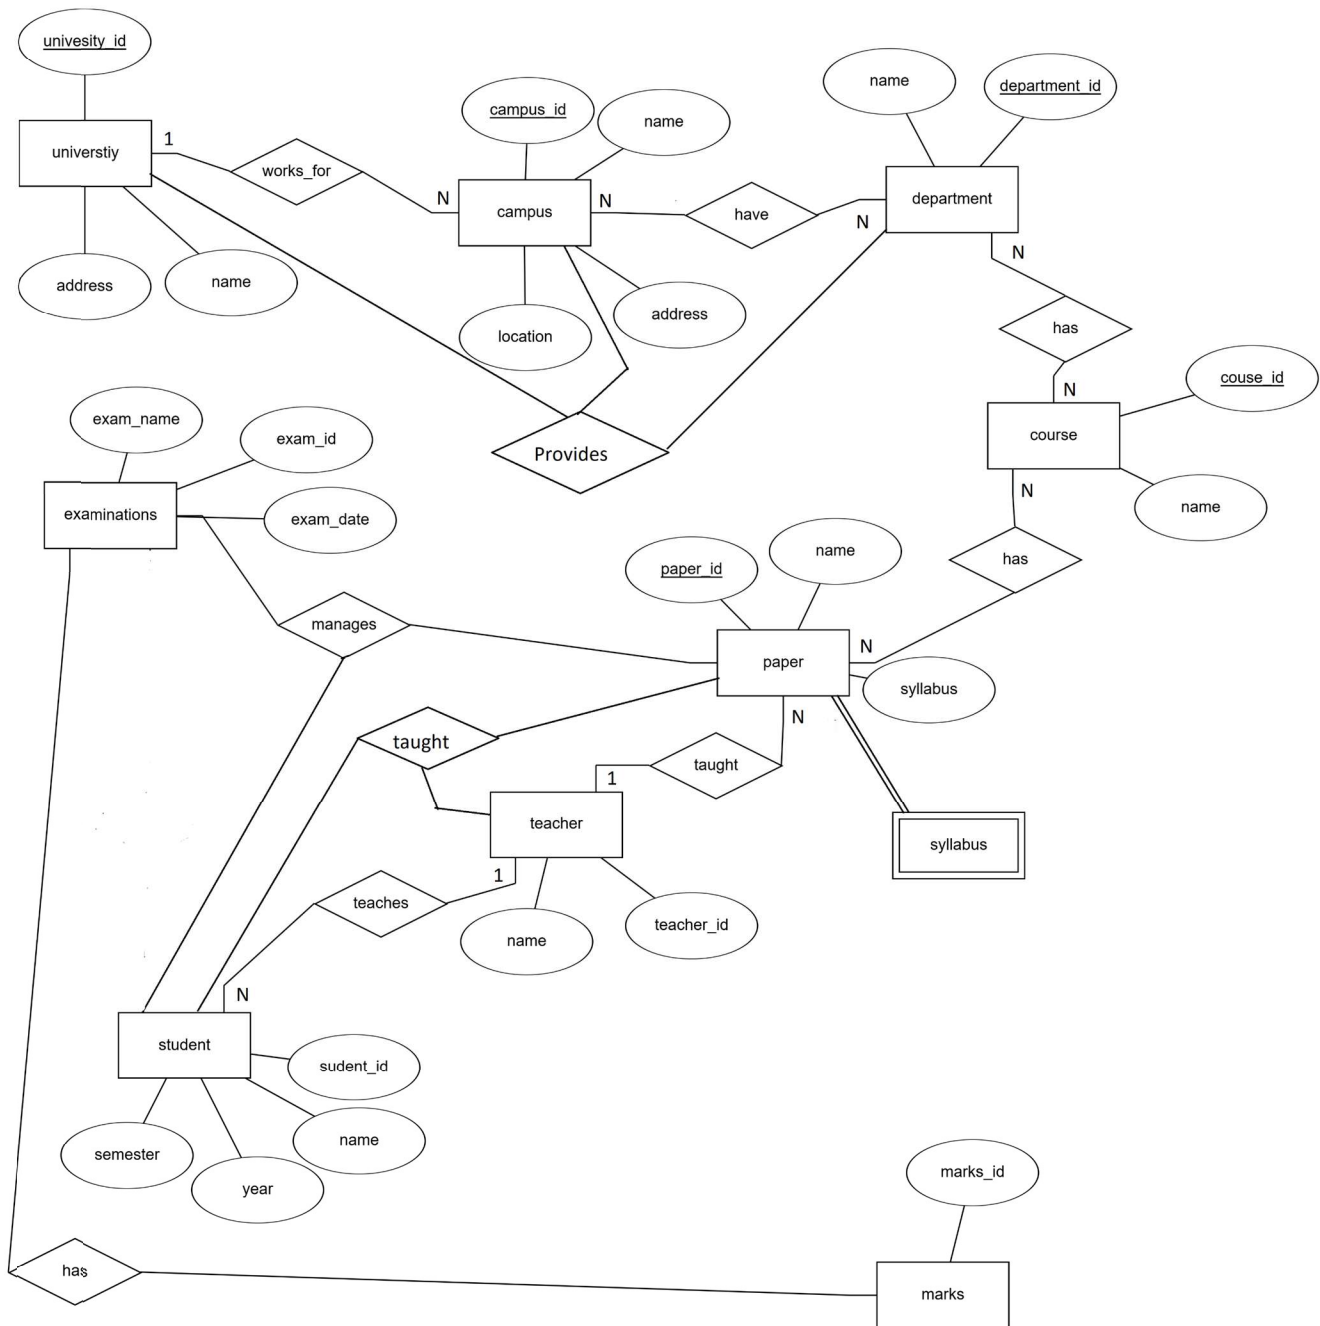 univesity_id
name
department_id
campus_id
name
1
universtiy
works_for
N
campus
N
have
N
department
N
address
name
location
address
has
N
couse_id
exam_name
exam_id
Provides
course
examinations
exam_date
N
name
paper_id
name
has
manages
paper
N
syllabus
taught
N
taught
1
teacher
syllabus
1
teaches
name
teacher_id
N
student
sudent_id
semester
name
year
marks_id
has
marks